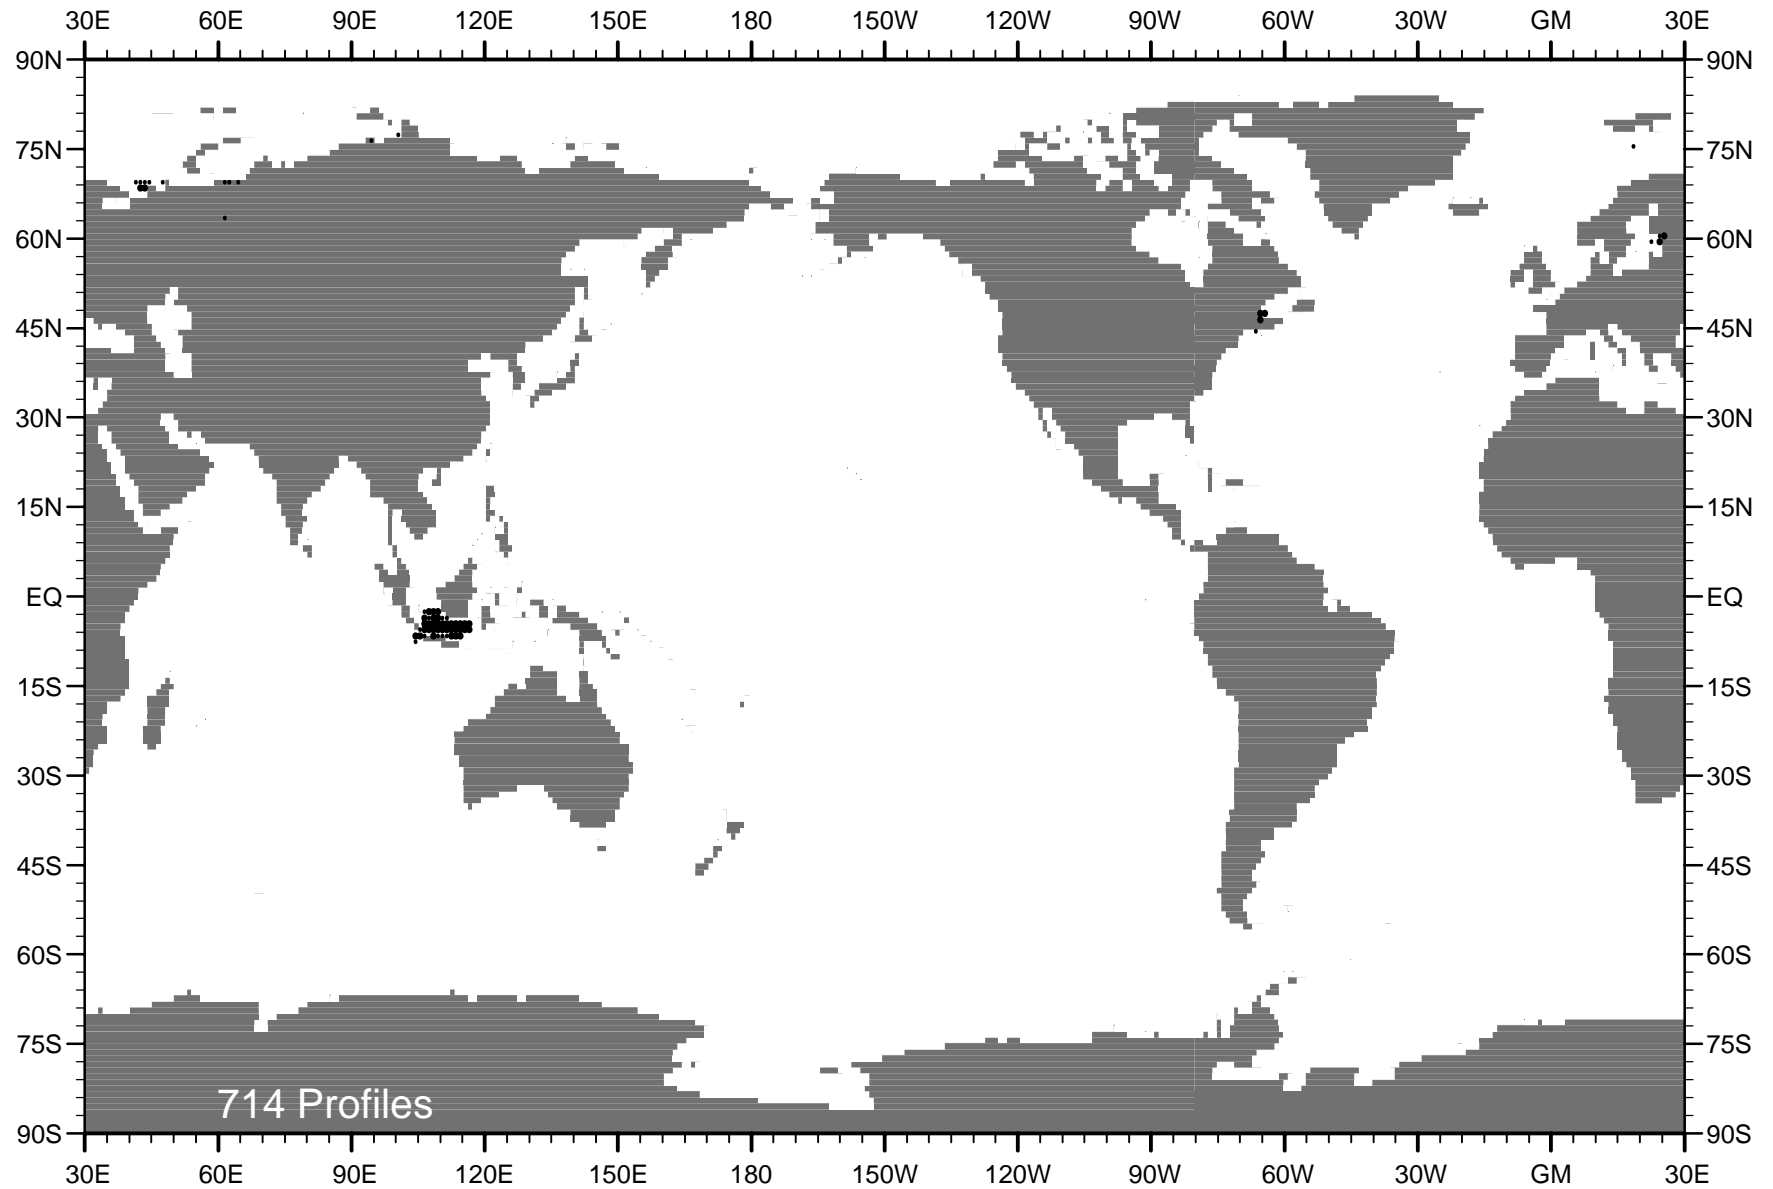 30E 60E 90E 120E 150E 180 150W 120W 90W 60W 30W GM 30E
90N 90N
75N 75N
60N 60N
45N 45N
30N 30N
15N 15N
EQ EQ
15S 15S
30S 30S
45S 45S
60S 60S
75S 75S
714 Profiles
90S 90S
30E 60E 90E 120E 150E 180 150W 120W 90W 60W 30W GM 30E